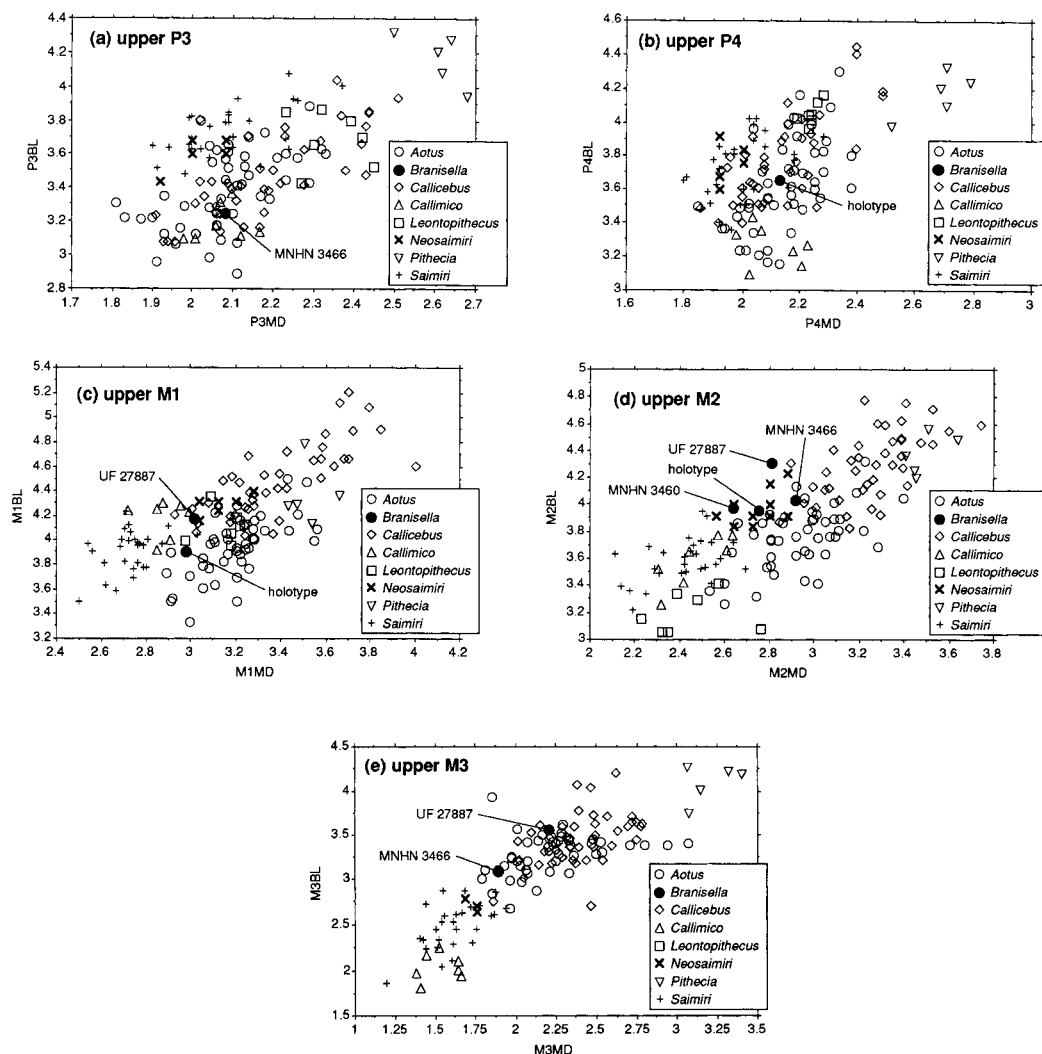 (a) upper P3
4.4
4.2
4
3.8
3.6
3.4
3.2
3
2.8
P3BL
1.7
1.8
1.9
2
2.1
2.2
2.3
2.4
2.5
2.6
2.7
P3MD
MNHN 3466
Aotus
Branisella
Callicebus
Callimico
Leontopithecus
Neosaimiri
Pithecia
Saimiri
(b) upper P4
4.6
4.4
4.2
4
3.8
3.6
3.4
3.2
3
P4BL
1.6
1.8
2
2.2
2.4
2.6
2.8
3
P4MD
holotype
Aotus
Branisella
Callicebus
Callimico
Leontopithecus
Neosaimiri
Pithecia
Saimiri
(c) upper M1
5.4
5.2
5
4.8
4.6
4.4
4.2
4
3.8
3.6
3.4
3.2
M1BL
2.4
2.6
2.8
3
3.2
3.4
3.6
3.8
4
4.2
M1MD
UF 27887
holotype
Aotus
Branisella
Callicebus
Callimico
Leontopithecus
Neosaimiri
Pithecia
Saimiri
(d) upper M2
5
4.8
4.6
4.4
4.2
4
3.8
3.6
3.4
3.2
3
M2BL
2
2.2
2.4
2.6
2.8
3
3.2
3.4
3.6
3.8
M2MD
MNHN 3466
UF 27887
holotype
MNHN 3460
Aotus
Branisella
Callicebus
Callimico
Leontopithecus
Neosaimiri
Pithecia
Saimiri
(e) upper M3
4.5
4
3.5
3
2.5
2
1.5
M3BL
1
1.25
1.5
1.75
2
2.25
2.5
2.75
3
3.25
3.5
M3MD
UF 27887
MNHN 3466
Aotus
Branisella
Callicebus
Callimico
Leontopithecus
Neosaimiri
Pithecia
Saimiri